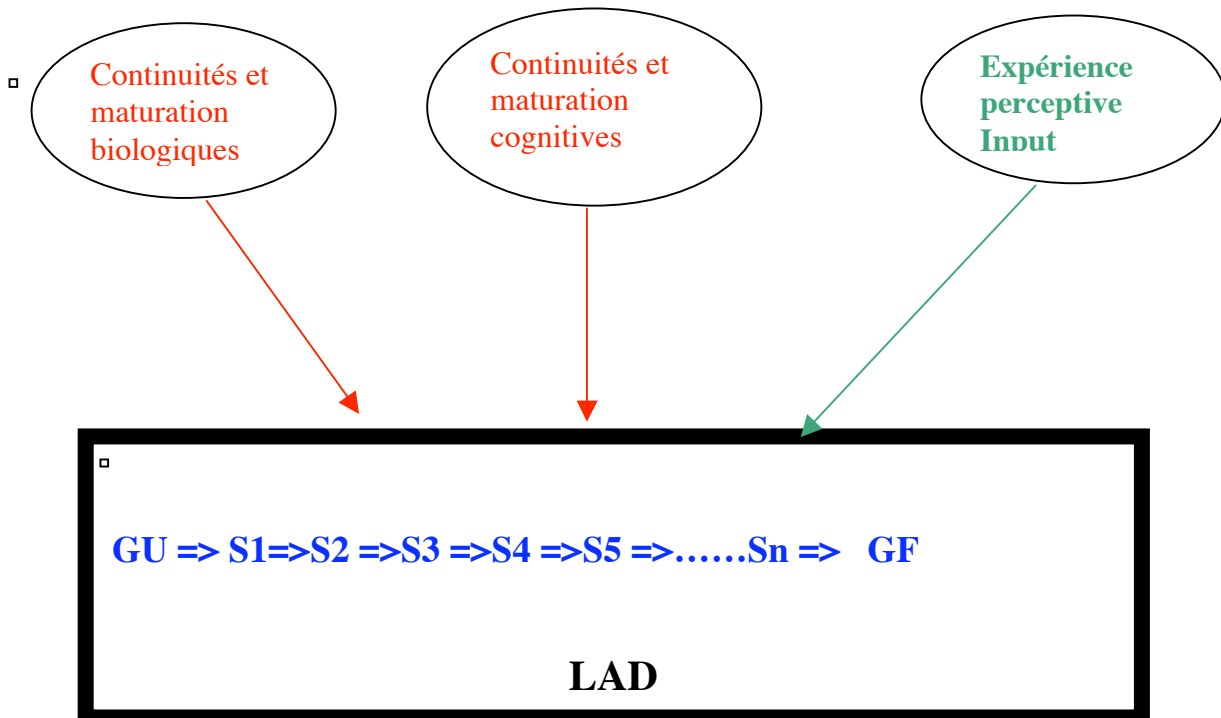 Continuités et
maturation
biologiques
Continuités et
maturation
cognitives
Expérience
perceptive
Input
GU => S1=>S2 =>S3 =>S4 =>S5 =>……Sn => GF
LAD